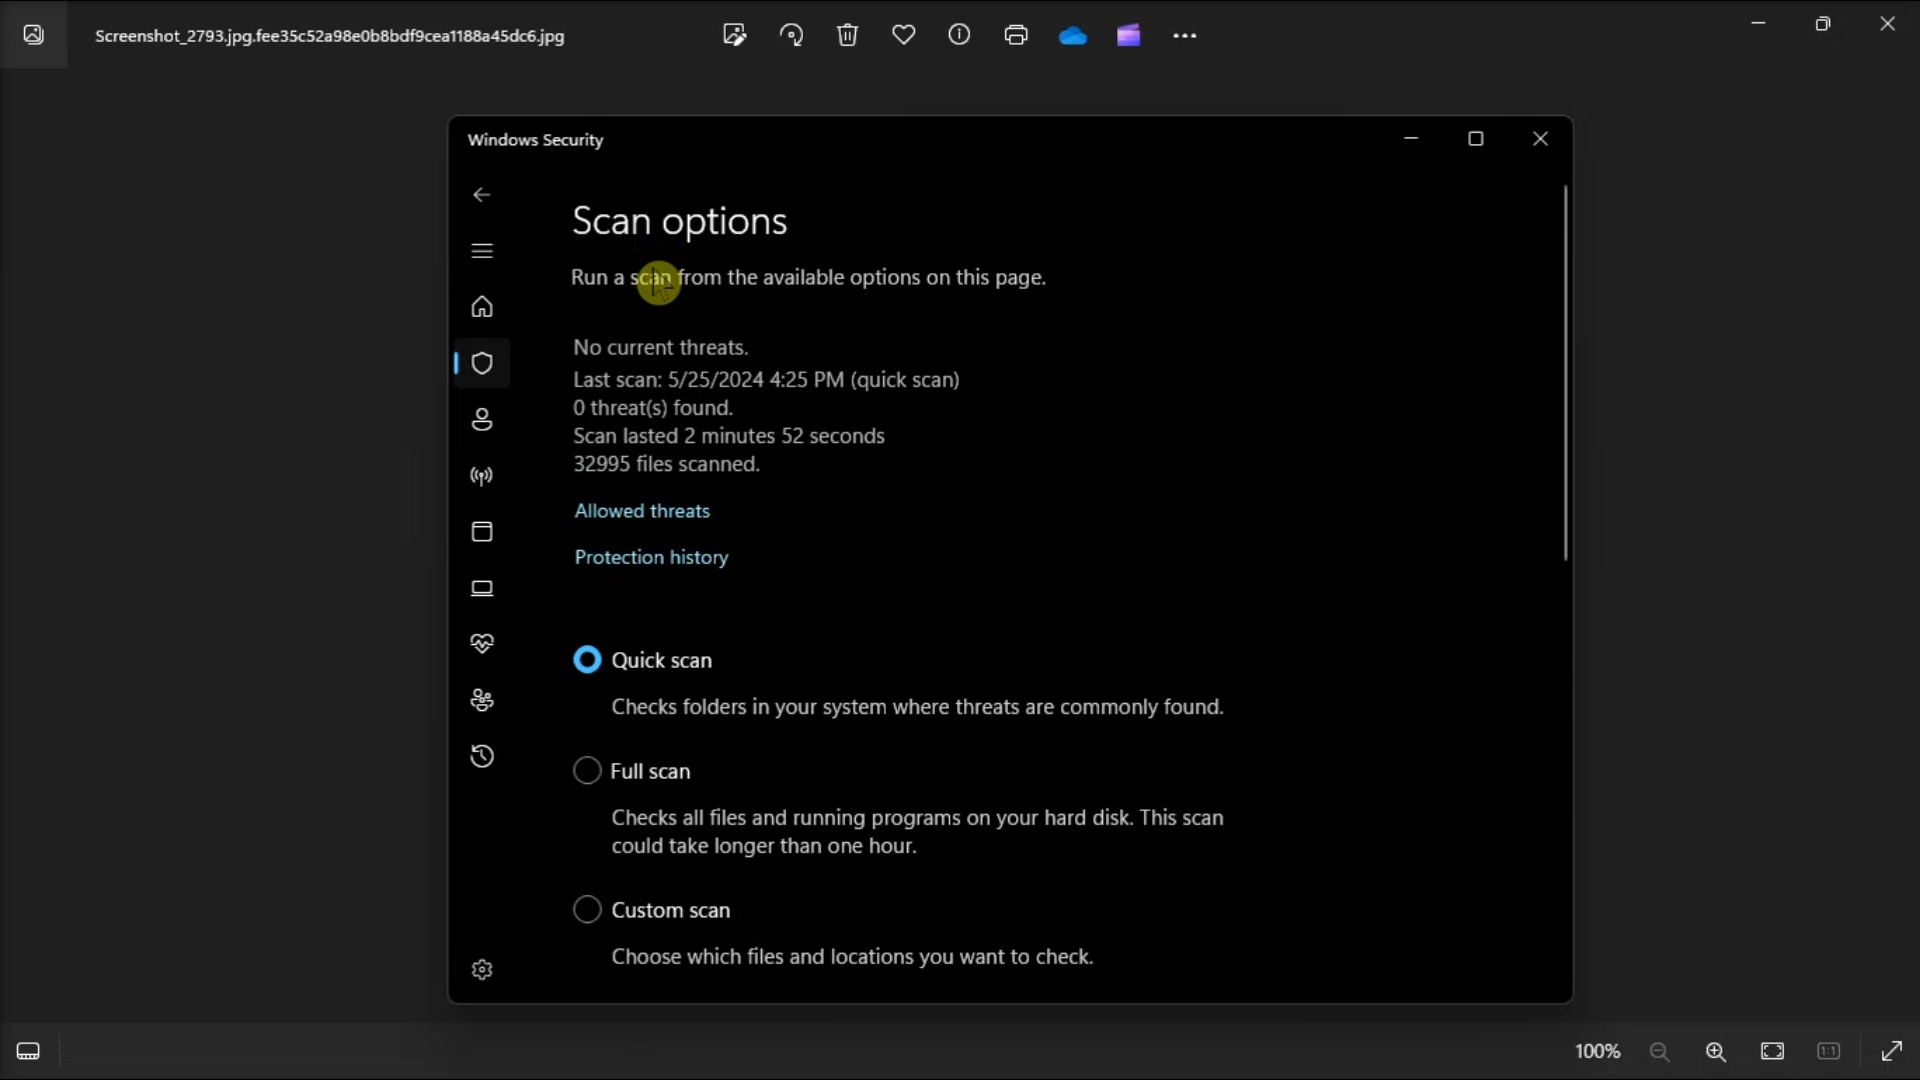 Screenshot_2793.jpg.fee35c52a98e0b8bdf9cea1188a45dc6.jpg
Windows Security
Scan options
Run a scan from the available options on this page.
No current threats.
Last scan: 5/25/2024 4:25 PM (quick scan)
0 threat(s) found.
Scan lasted 2 minutes 52 seconds
32995 files scanned.
Allowed threats
Protection history
Quick scan
Checks folders in your system where threats are commonly found.
Full scan
Checks all files and running programs on your hard disk. This scan
could take longer than one hour.
Custom scan
Choose which files and locations you want to check.
100%
1:1